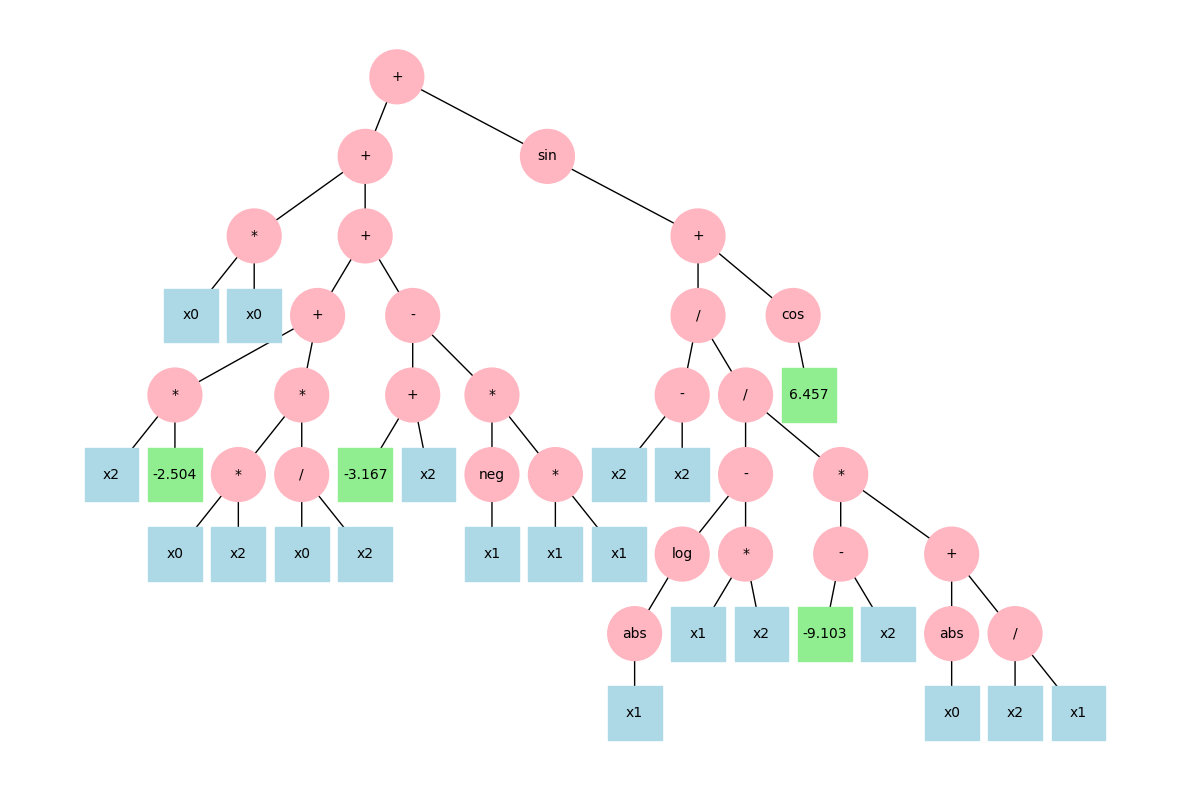 +
+ sin
* + +
x0 x0 + - / cos
* * + * - / 6.457
x2 -2.504 * / -3.167 x2 neg * x2 x2 - *
x0 x2 x0 x2 x1 x1 x1 log * - +
abs x1 x2 -9.103 x2 abs /
x1 x0 x2 x1